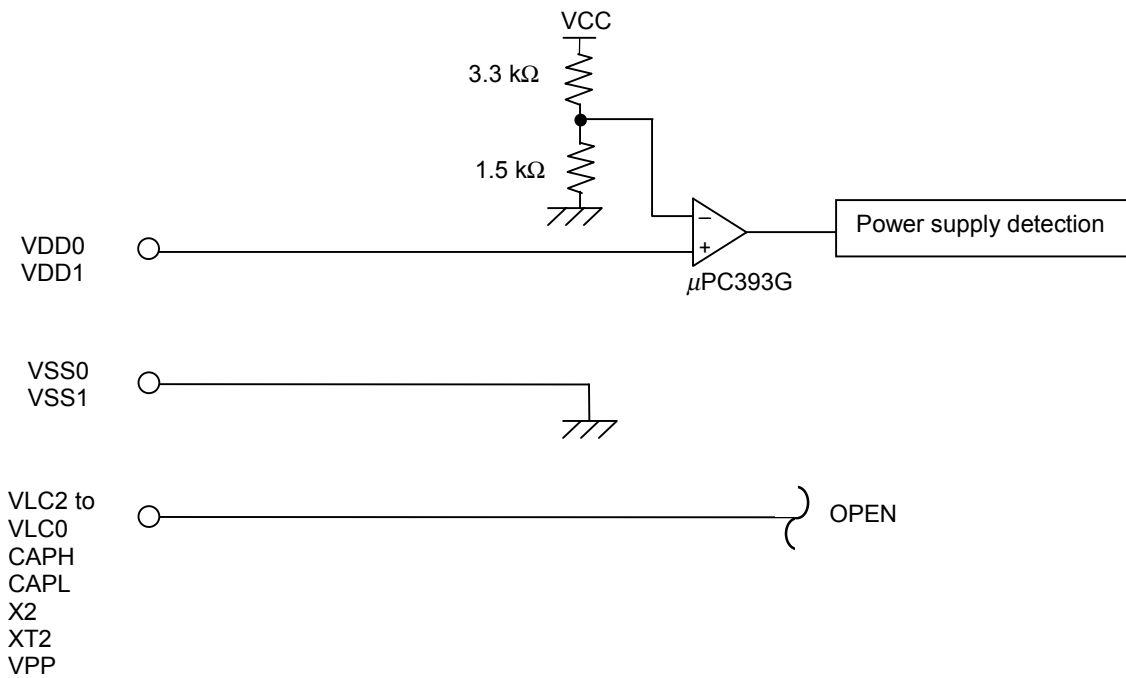 VCC
3.3 kΩ
1.5 kΩ
−
+
μPC393G
Power supply detection
VDD0
VDD1
VSS0
VSS1
VLC2 to
VLC0
CAPH
CAPL
X2
XT2
VPP
OPEN